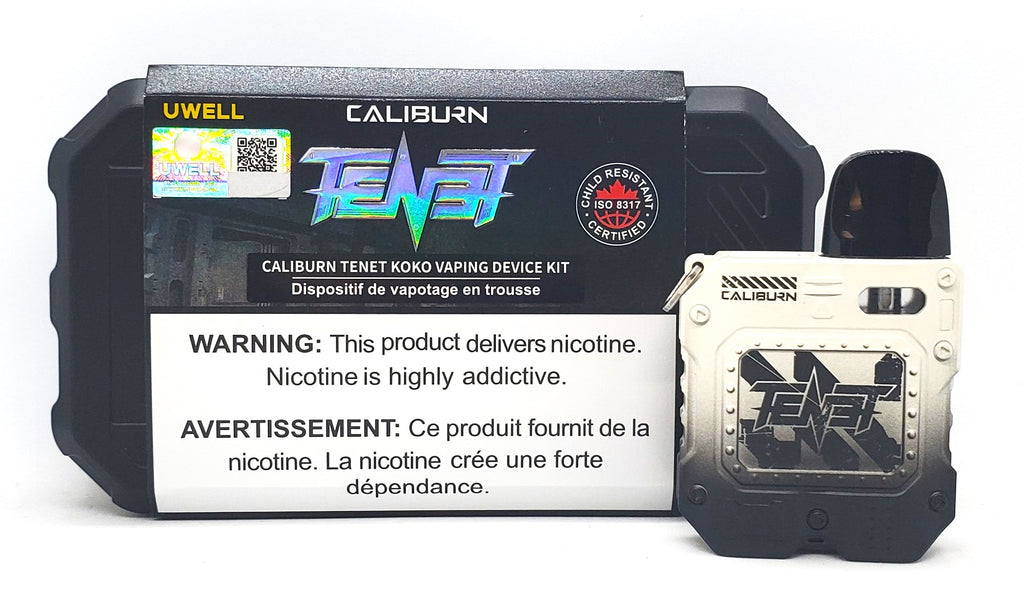 UWELL
CALIBURN
UWELL
TENET
CHILD RESISTANT
ISO 8317
CERTIFIED
CALIBURN TENET KOKO VAPING DEVICE KIT
Dispositif de vapotage en trousse
WARNING: This product delivers nicotine.
Nicotine is highly addictive.
AVERTISSEMENT: Ce produit fournit de la
nicotine. La nicotine crée une forte
dépendance.
CALIBURN
TENET